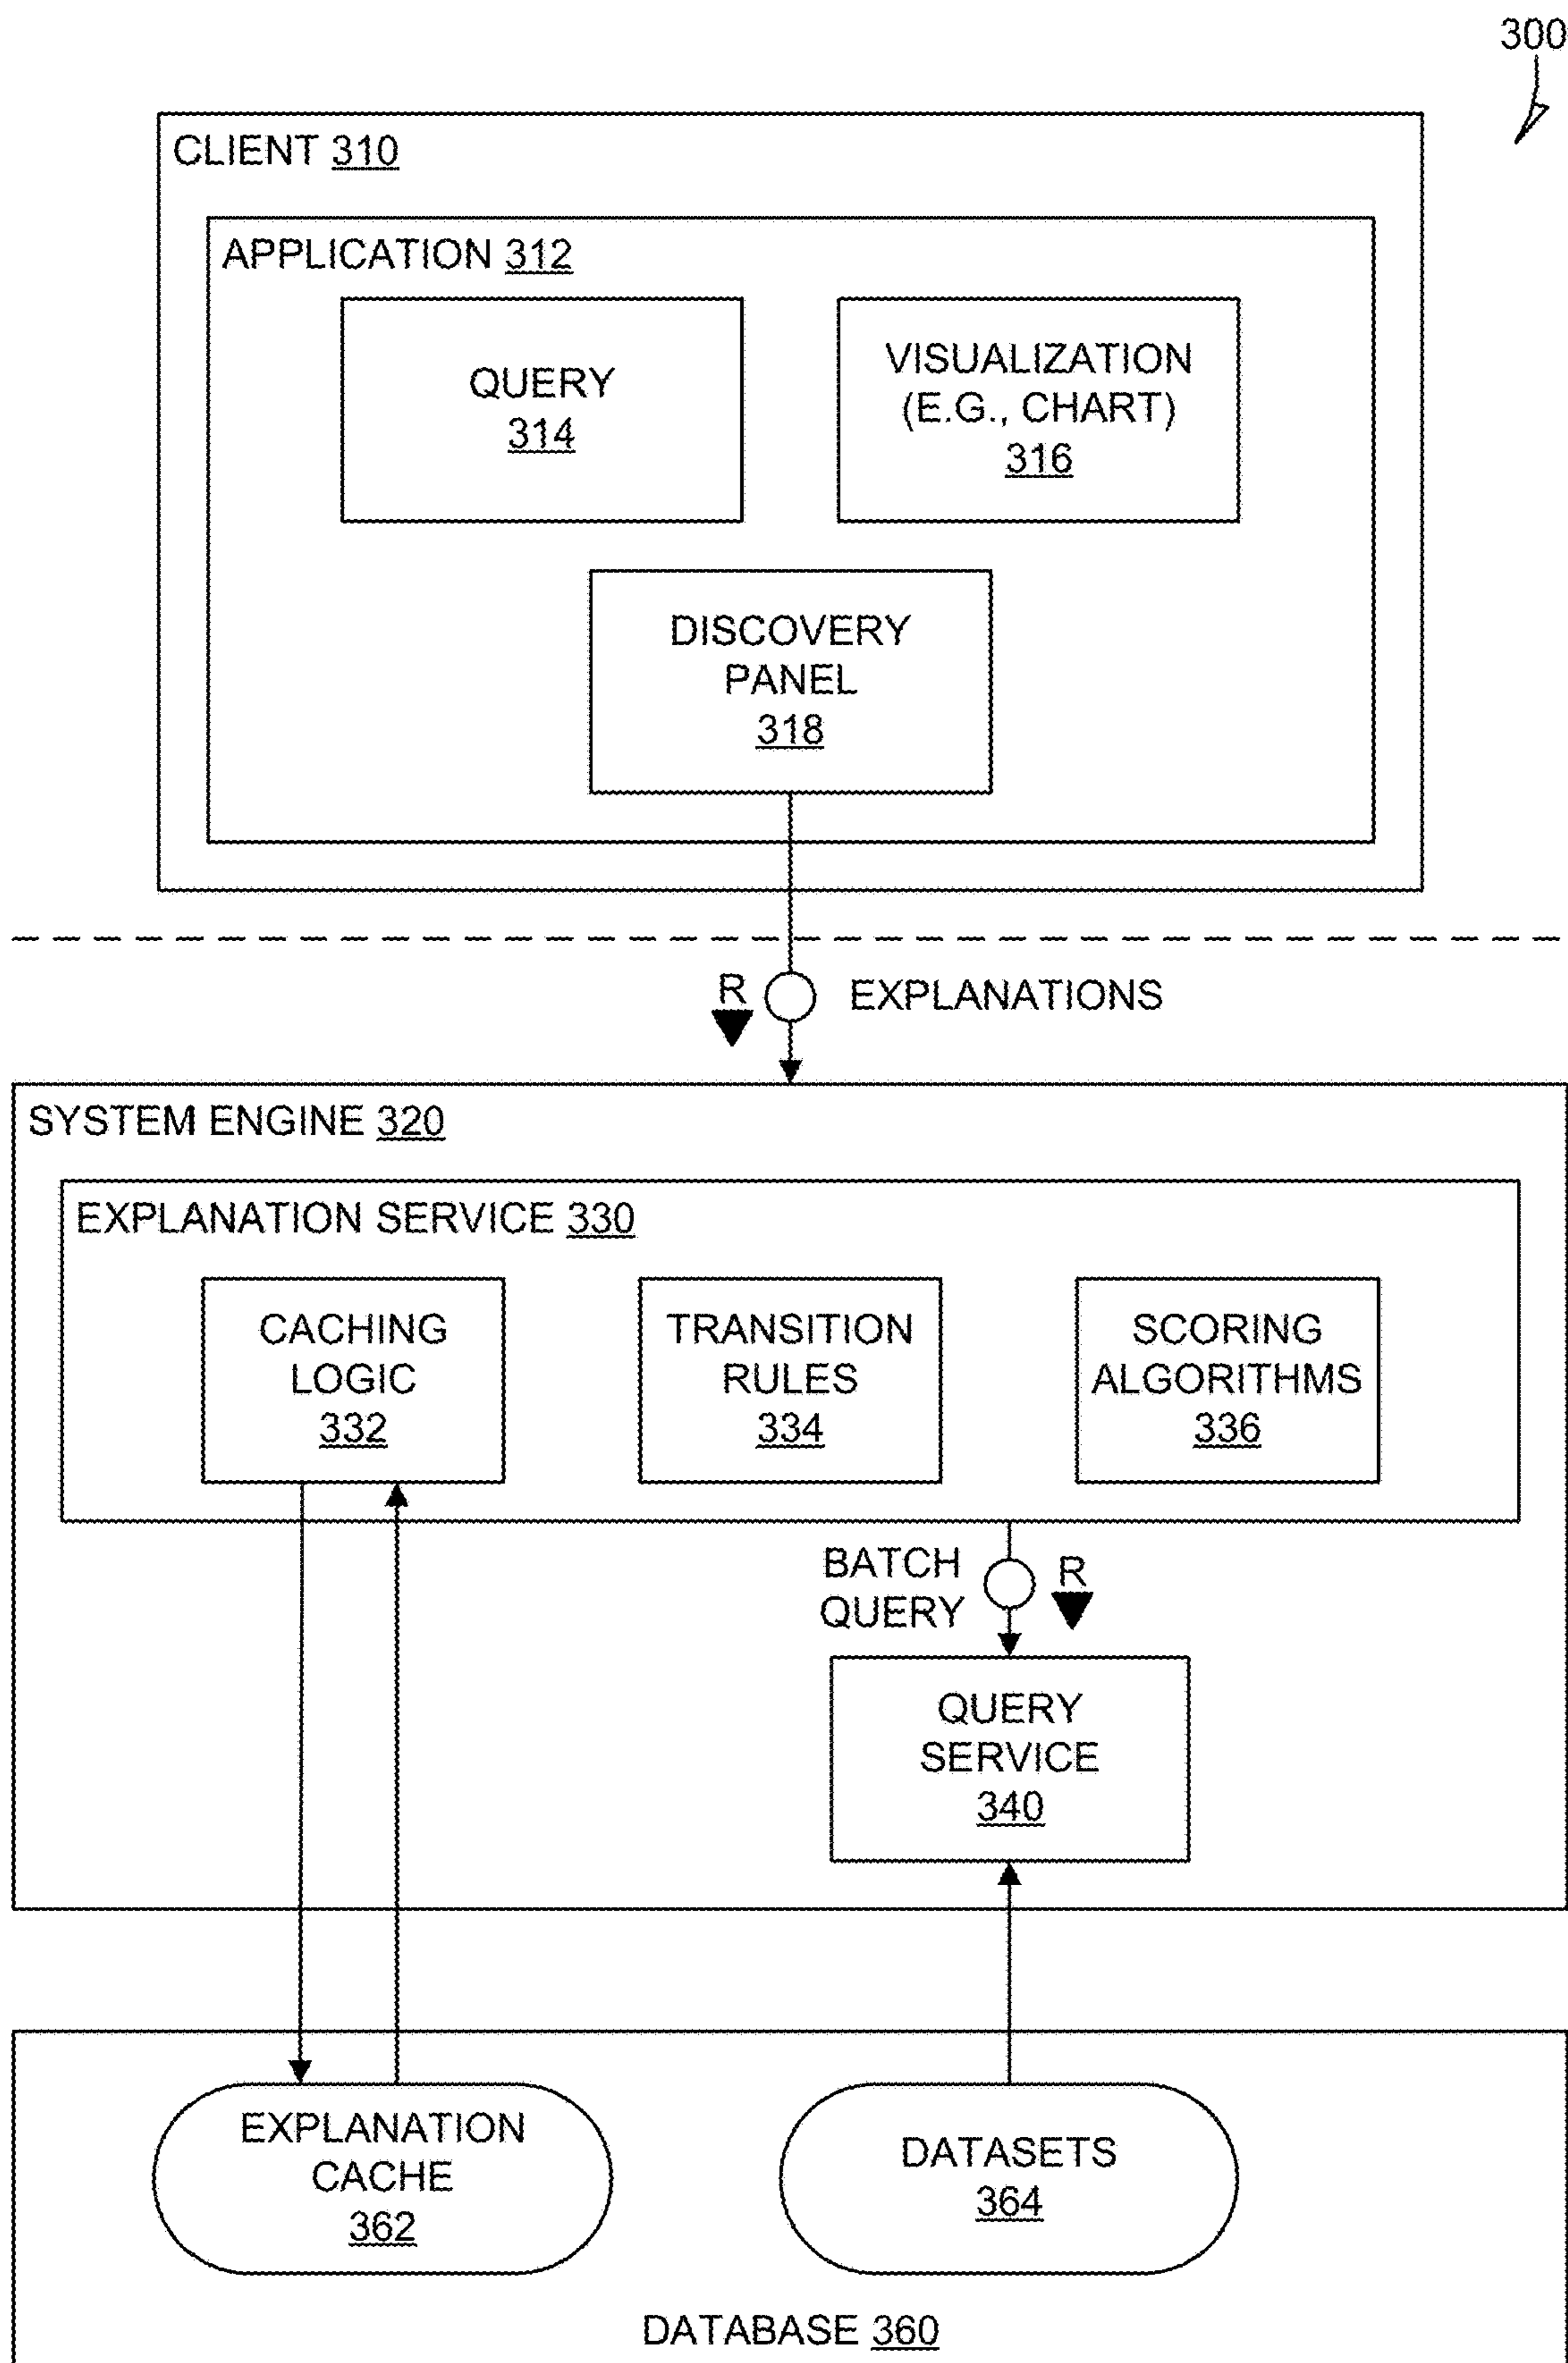 300
CLIENT 310
APPLICATION 312
QUERY
314
VISUALIZATION
(E.G., CHART)
316
DISCOVERY
PANEL
318
R
EXPLANATIONS
SYSTEM ENGINE 320
EXPLANATION SERVICE 330
CACHING
LOGIC
332
TRANSITION
RULES
334
SCORING
ALGORITHMS
336
BATCH
QUERY
R
QUERY
SERVICE
340
EXPLANATION
CACHE
362
DATASETS
364
DATABASE 360